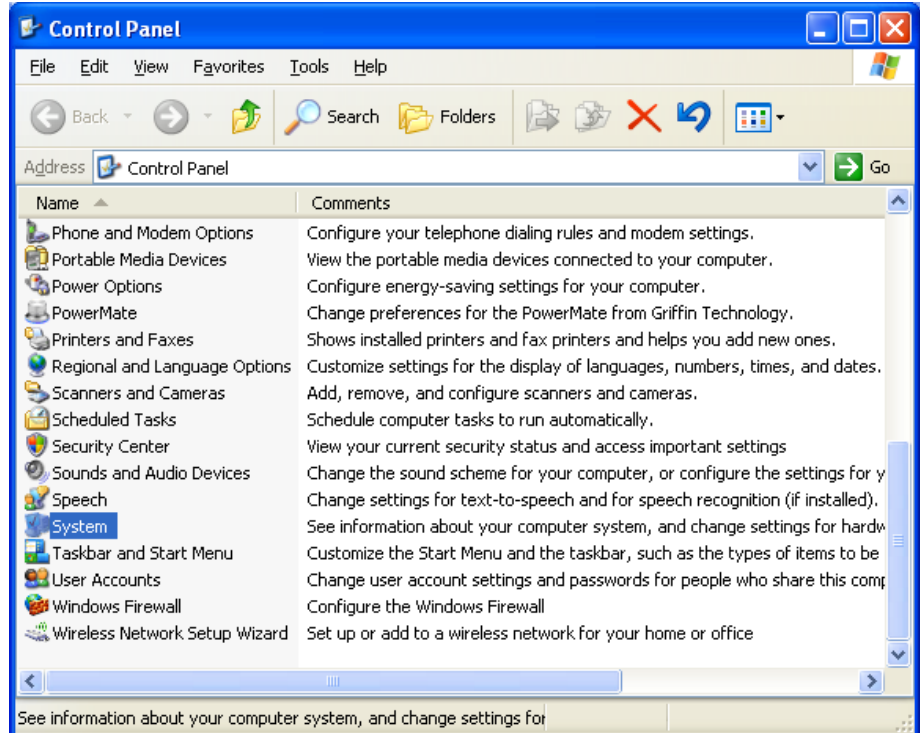 Control Panel
File Edit View Favorites Tools Help
Back Search Folders
Address Control Panel Go
Name Comments
Phone and Modem Options Configure your telephone dialing rules and modem settings.
Portable Media Devices View the portable media devices connected to your computer.
Power Options Configure energy-saving settings for your computer.
PowerMate Change preferences for the PowerMate from Griffin Technology.
Printers and Faxes Shows installed printers and fax printers and helps you add new ones.
Regional and Language Options Customize settings for the display of languages, numbers, times, and dates.
Scanners and Cameras Add, remove, and configure scanners and cameras.
Scheduled Tasks Schedule computer tasks to run automatically.
Security Center View your current security status and access important settings
Sounds and Audio Devices Change the sound scheme for your computer, or configure the settings for y
Speech Change settings for text-to-speech and for speech recognition (if installed).
System See information about your computer system, and change settings for hardw
Taskbar and Start Menu Customize the Start Menu and the taskbar, such as the types of items to be
User Accounts Change user account settings and passwords for people who share this comp
Windows Firewall Configure the Windows Firewall
Wireless Network Setup Wizard Set up or add to a wireless network for your home or office
See information about your computer system, and change settings for